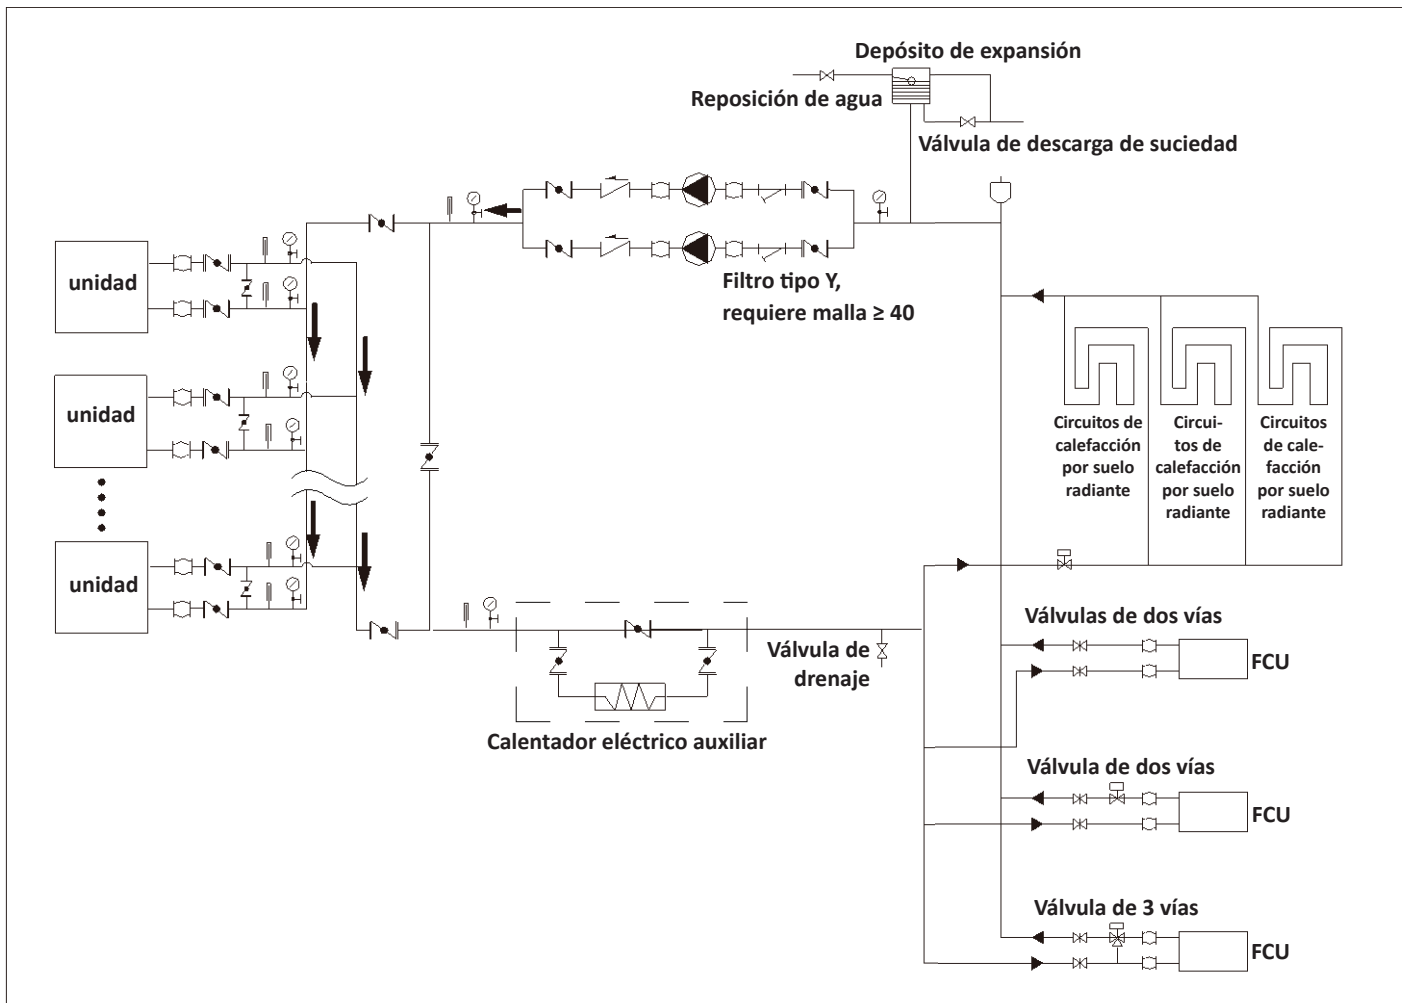 Depósito de expansión
Reposición de agua
Válvula de descarga de suciedad
Filtro tipo Y,
requiere malla ≥ 40
unidad
unidad
unidad
Circuitos de
calefacción
por suelo
radiante
Circui-
tos de
calefacción
por suelo
radiante
Circuitos
de cale-
facción
por suelo
radiante
Válvulas de dos vías
FCU
Válvula de
drenaje
Calentador eléctrico auxiliar
Válvula de dos vías
FCU
Válvula de 3 vías
FCU